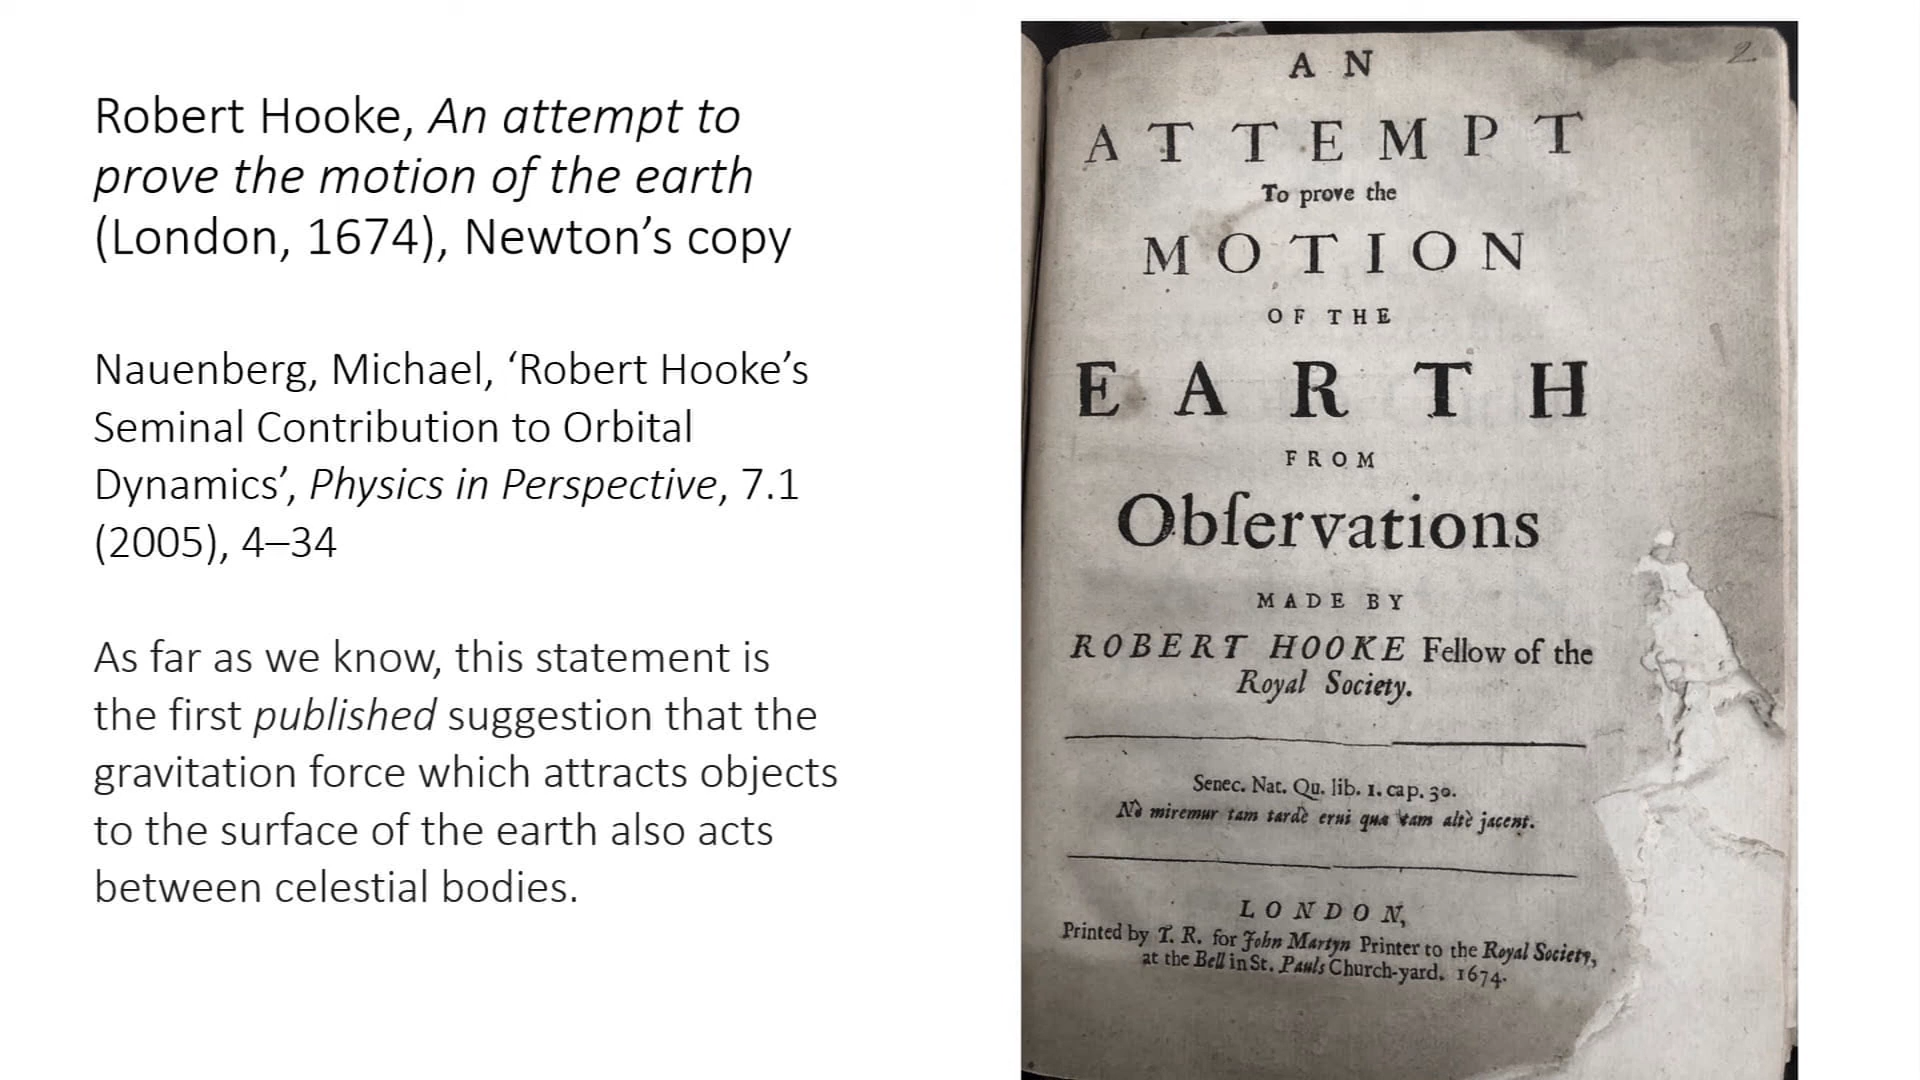 Robert Hooke, An attempt to
prove the motion of the earth
(London, 1674), Newton’s copy
Nauenberg, Michael, ‘Robert Hooke’s
Seminal Contribution to Orbital
Dynamics’, Physics in Perspective, 7.1
(2005), 4–34
As far as we know, this statement is
the first published suggestion that the
gravitation force which attracts objects
to the surface of the earth also acts
between celestial bodies.
2
AN
ATTEMPT
To prove the
MOTION
OF THE
EARTH
FROM
Obſervations
MADE BY
ROBERT HOOKE Fellow of the
Royal Society.
Senec. Nat. Qu. lib. 1. cap. 30.
Nè miremur tam tardè erui quæ tam altè jacent.
LONDON,
Printed by T. R. for John Martyn Printer to the Royal Society,
at the Bell in St. Pauls Church-yard. 1674.